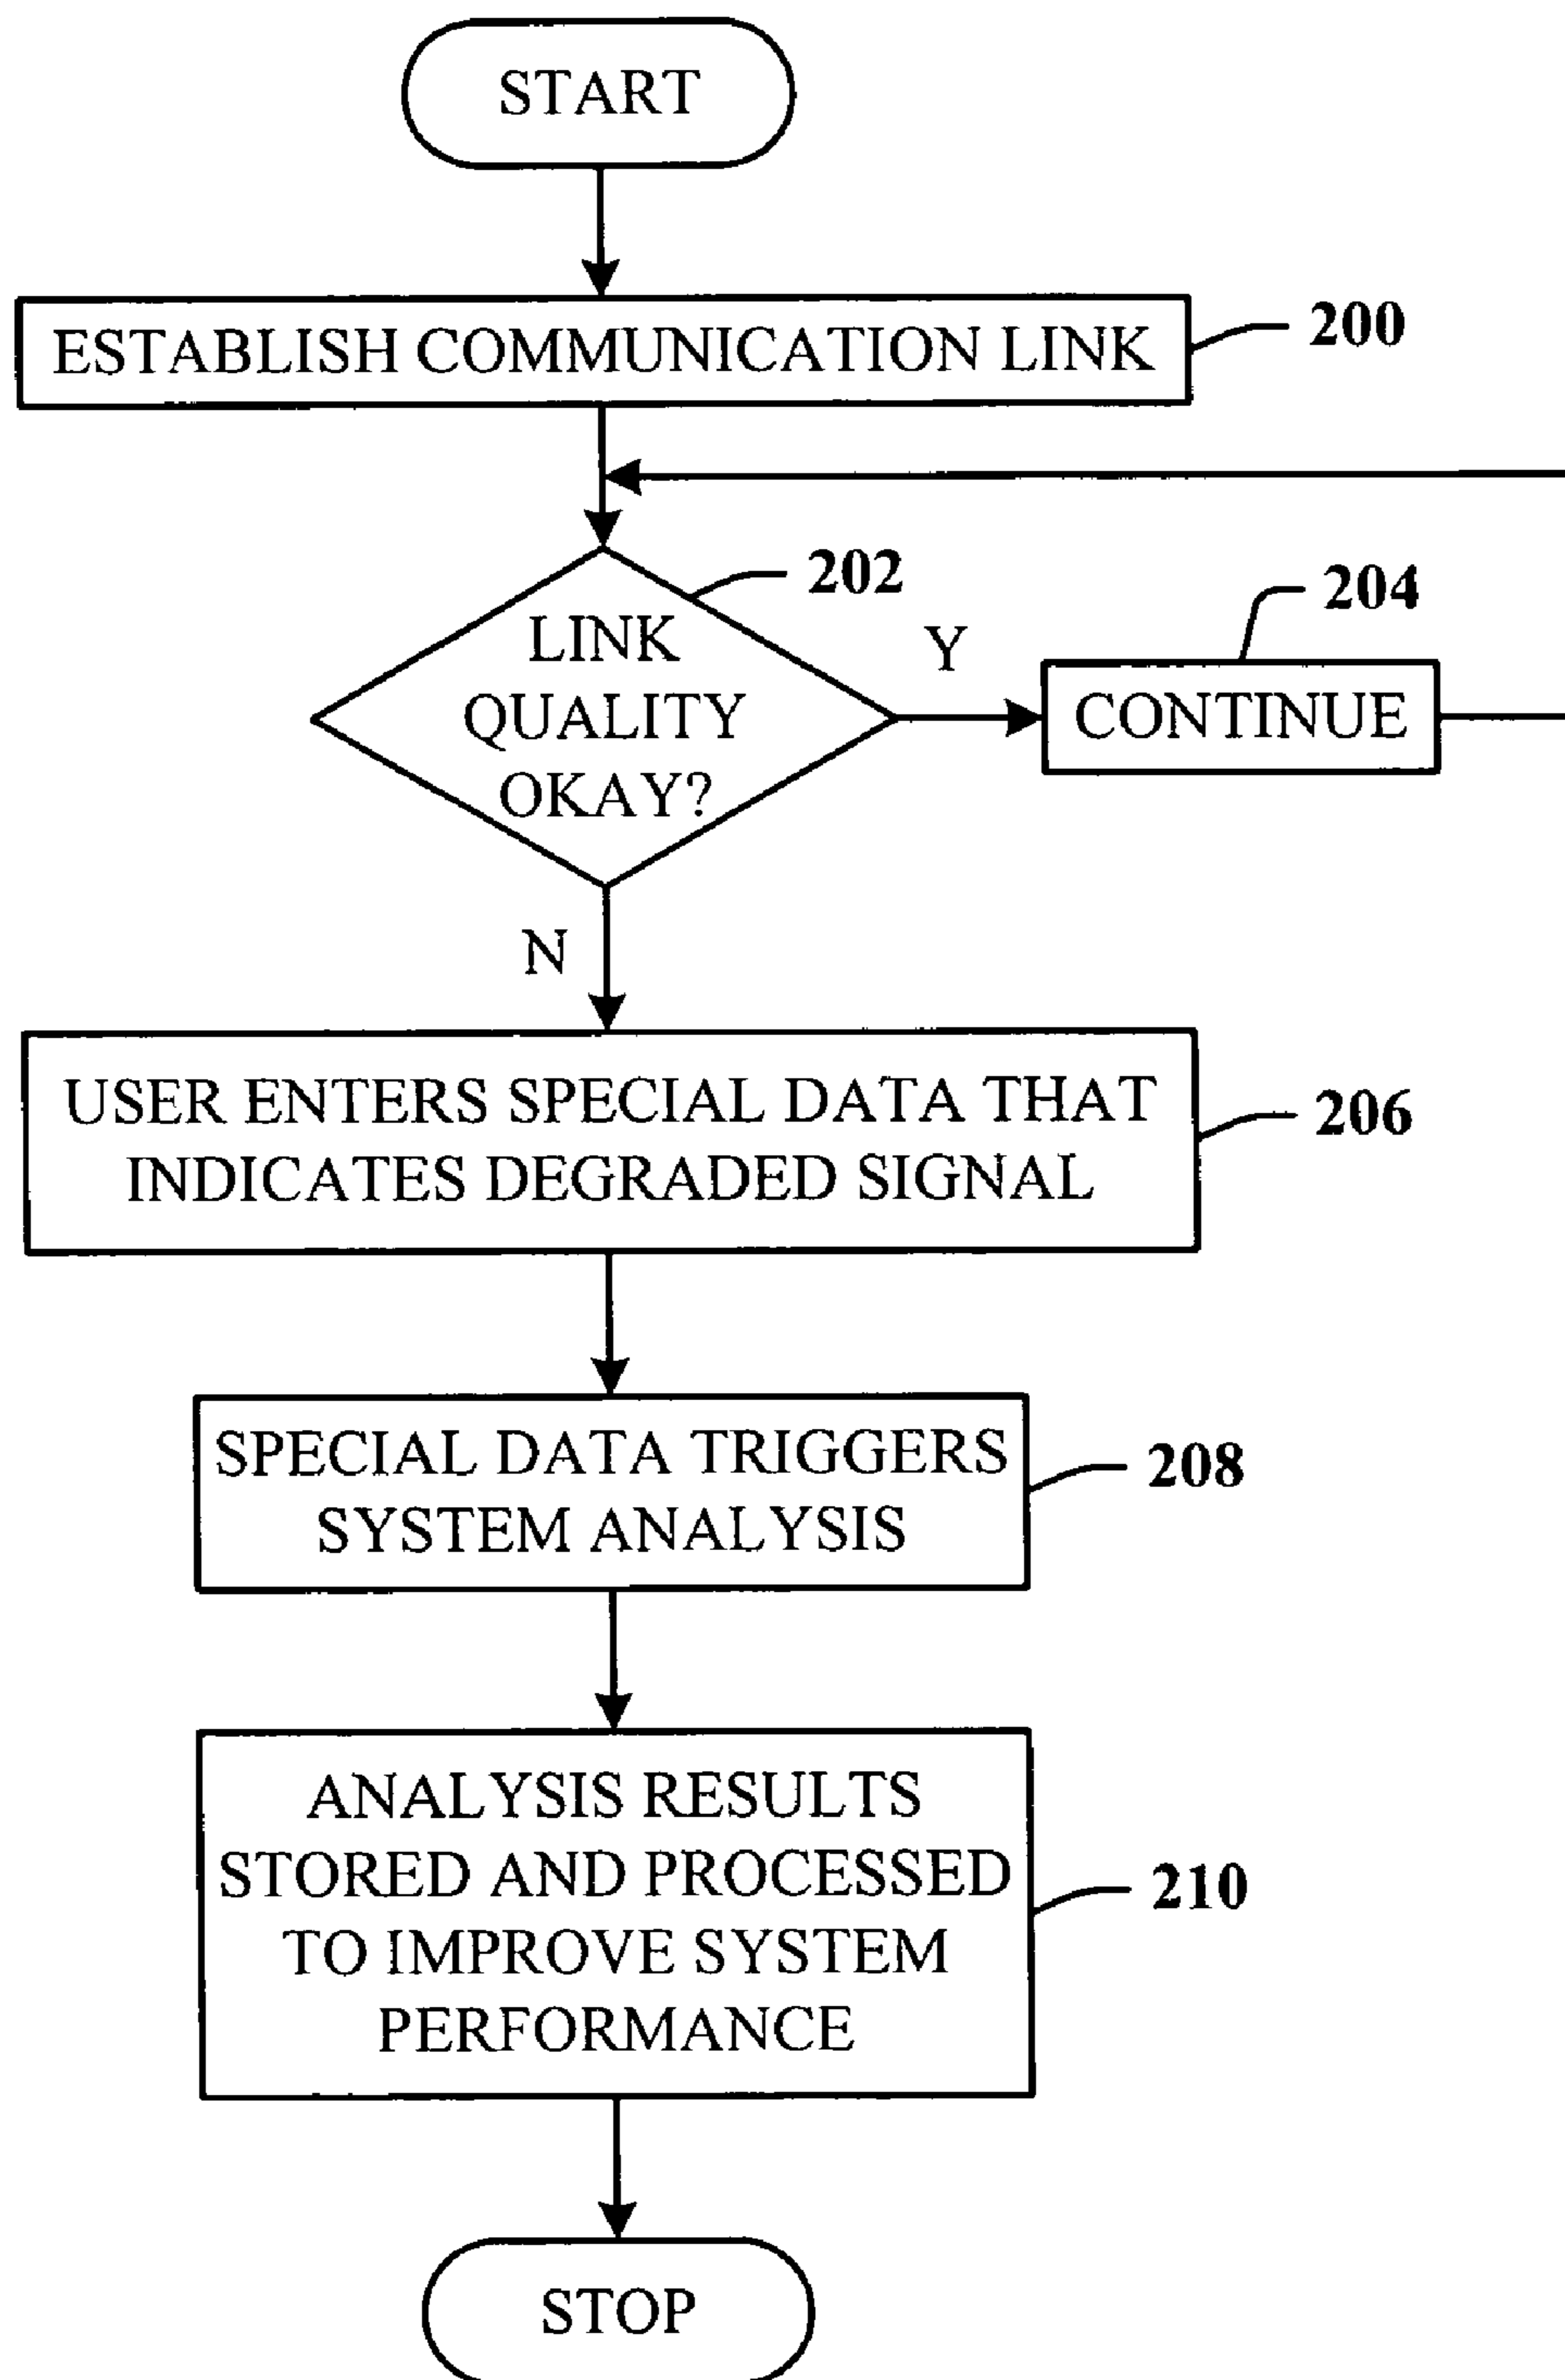 START
ESTABLISH COMMUNICATION LINK
200
202
204
LINK
QUALITY
OKAY?
Y
CONTINUE
N
USER ENTERS SPECIAL DATA THAT
INDICATES DEGRADED SIGNAL
206
SPECIAL DATA TRIGGERS
SYSTEM ANALYSIS
208
ANALYSIS RESULTS
STORED AND PROCESSED
TO IMPROVE SYSTEM
PERFORMANCE
210
STOP